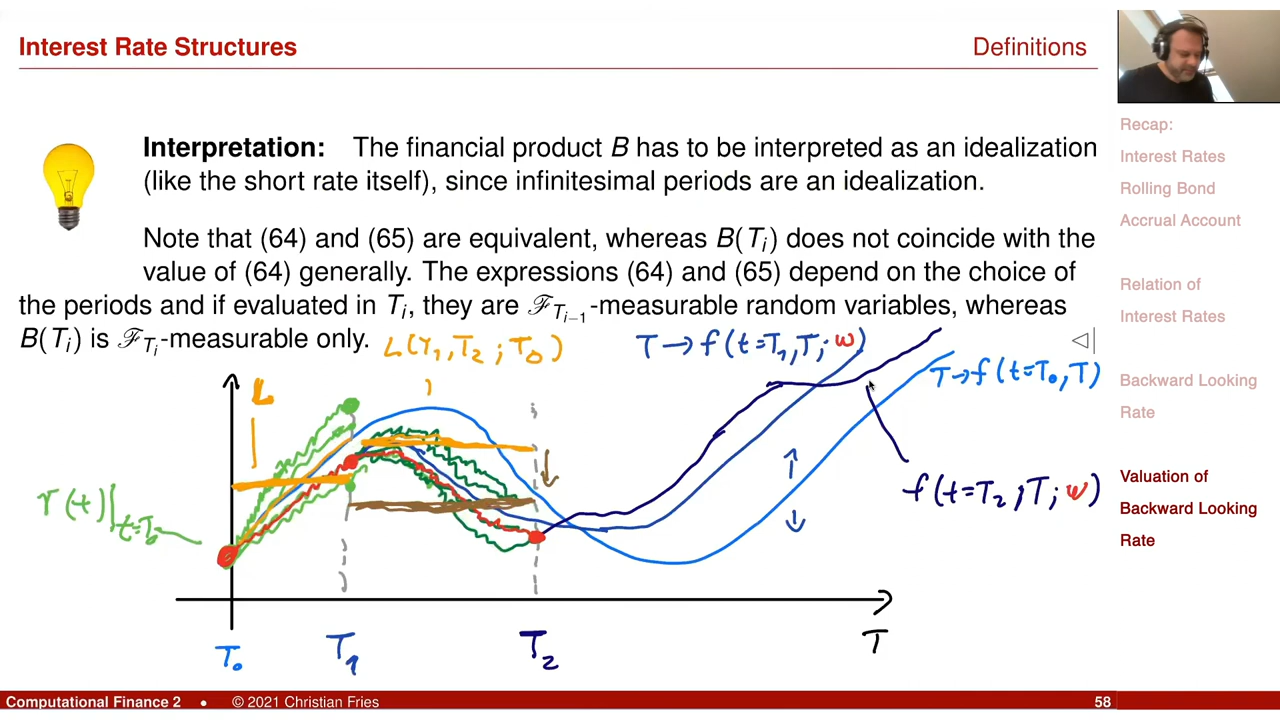 Interest Rate Structures
Definitions
Interpretation: The financial product B has to be interpreted as an idealization
(like the short rate itself), since infinitesimal periods are an idealization.
Note that (64) and (65) are equivalent, whereas B(Tᵢ) does not coincide with the
value of (64) generally. The expressions (64) and (65) depend on the choice of
the periods and if evaluated in Tᵢ, they are ℱ_{Tᵢ₋₁}-measurable random variables, whereas
B(Tᵢ) is ℱ_{Tᵢ}-measurable only.
L(T₁, T₂; T₀)
T → f(t=T₁, T; ω)
T → f(t=T₀, T)
L
L
f(t=T₂; T; ω)
r(t)|t=T₀
T₀
T₁
T₂
T
Recap:
Interest Rates
Rolling Bond
Accrual Account
Relation of
Interest Rates
Backward Looking
Rate
Valuation of
Backward Looking
Rate
Computational Finance 2 • © 2021 Christian Fries
58